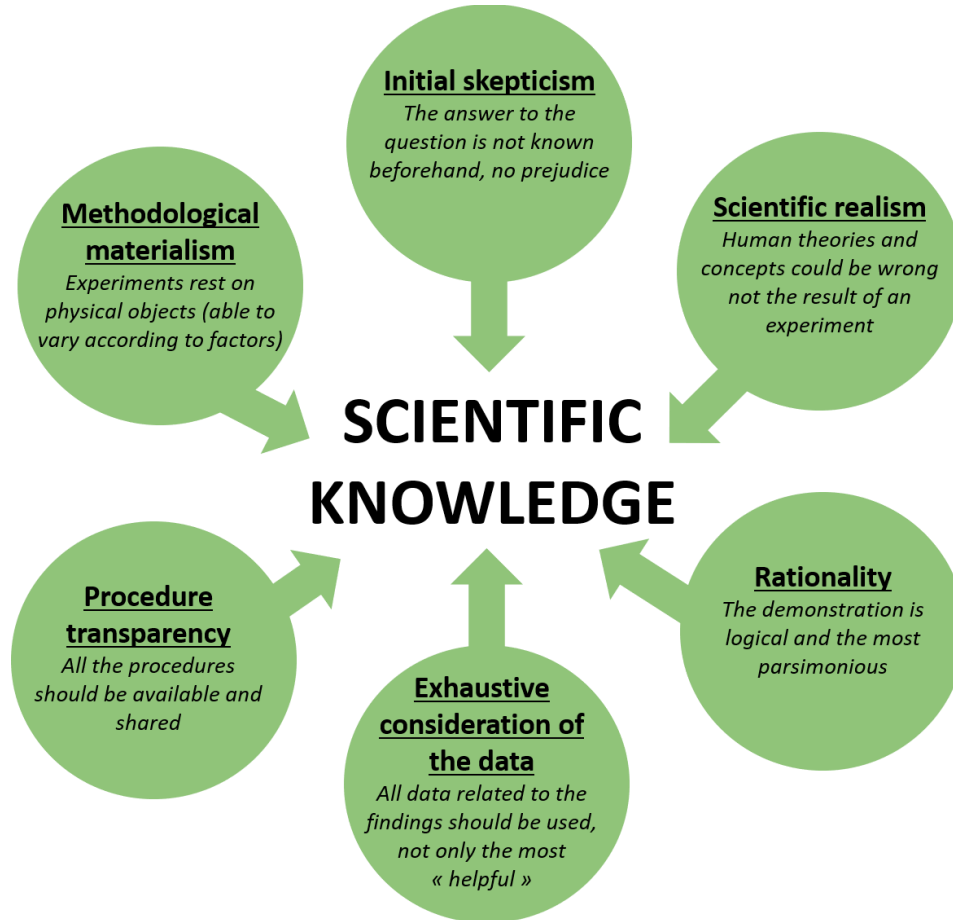 Initial skepticism
The answer to the
question is not known
beforehand, no prejudice
Methodological
materialism
Experiments rest on
physical objects (able to
vary according to factors)
Scientific realism
Human theories and
concepts could be wrong
not the result of an
experiment
SCIENTIFIC
KNOWLEDGE
Procedure
transparency
All the procedures
should be available and
shared
Exhaustive
consideration of
the data
All data related to the
findings should be used,
not only the most
« helpful »
Rationality
The demonstration is
logical and the most
parsimonious